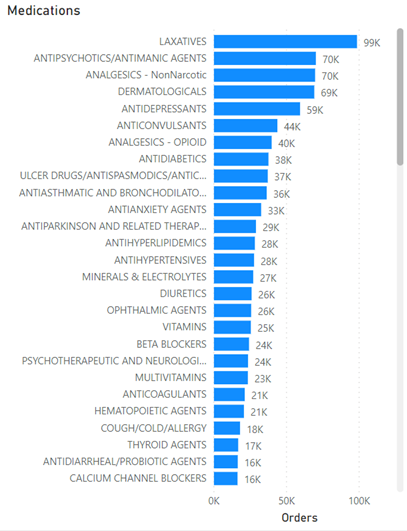 Medications
LAXATIVES 99K
ANTIPSYCHOTICS/ANTIMANIC AGENTS 70K
ANALGESICS - NonNarcotic 70K
DERMATOLOGICALS 69K
ANTIDEPRESSANTS 59K
ANTICONVULSANTS 44K
ANALGESICS - OPIOID 40K
ANTIDIABETICS 38K
ULCER DRUGS/ANTISPASMODICS/ANTIC... 37K
ANTIASTHMATIC AND BRONCHODILATO... 36K
ANTIANXIETY AGENTS 33K
ANTIPARKINSON AND RELATED THERAP... 29K
ANTIHYPERLIPIDEMICS 28K
ANTIHYPERTENSIVES 28K
MINERALS & ELECTROLYTES 27K
DIURETICS 26K
OPHTHALMIC AGENTS 26K
VITAMINS 25K
BETA BLOCKERS 24K
PSYCHOTHERAPEUTIC AND NEUROLOGI... 24K
MULTIVITAMINS 23K
ANTICOAGULANTS 21K
HEMATOPOIETIC AGENTS 21K
COUGH/COLD/ALLERGY 18K
THYROID AGENTS 17K
ANTIDIARRHEAL/PROBIOTIC AGENTS 16K
CALCIUM CHANNEL BLOCKERS 16K
0K 50K 100K
Orders